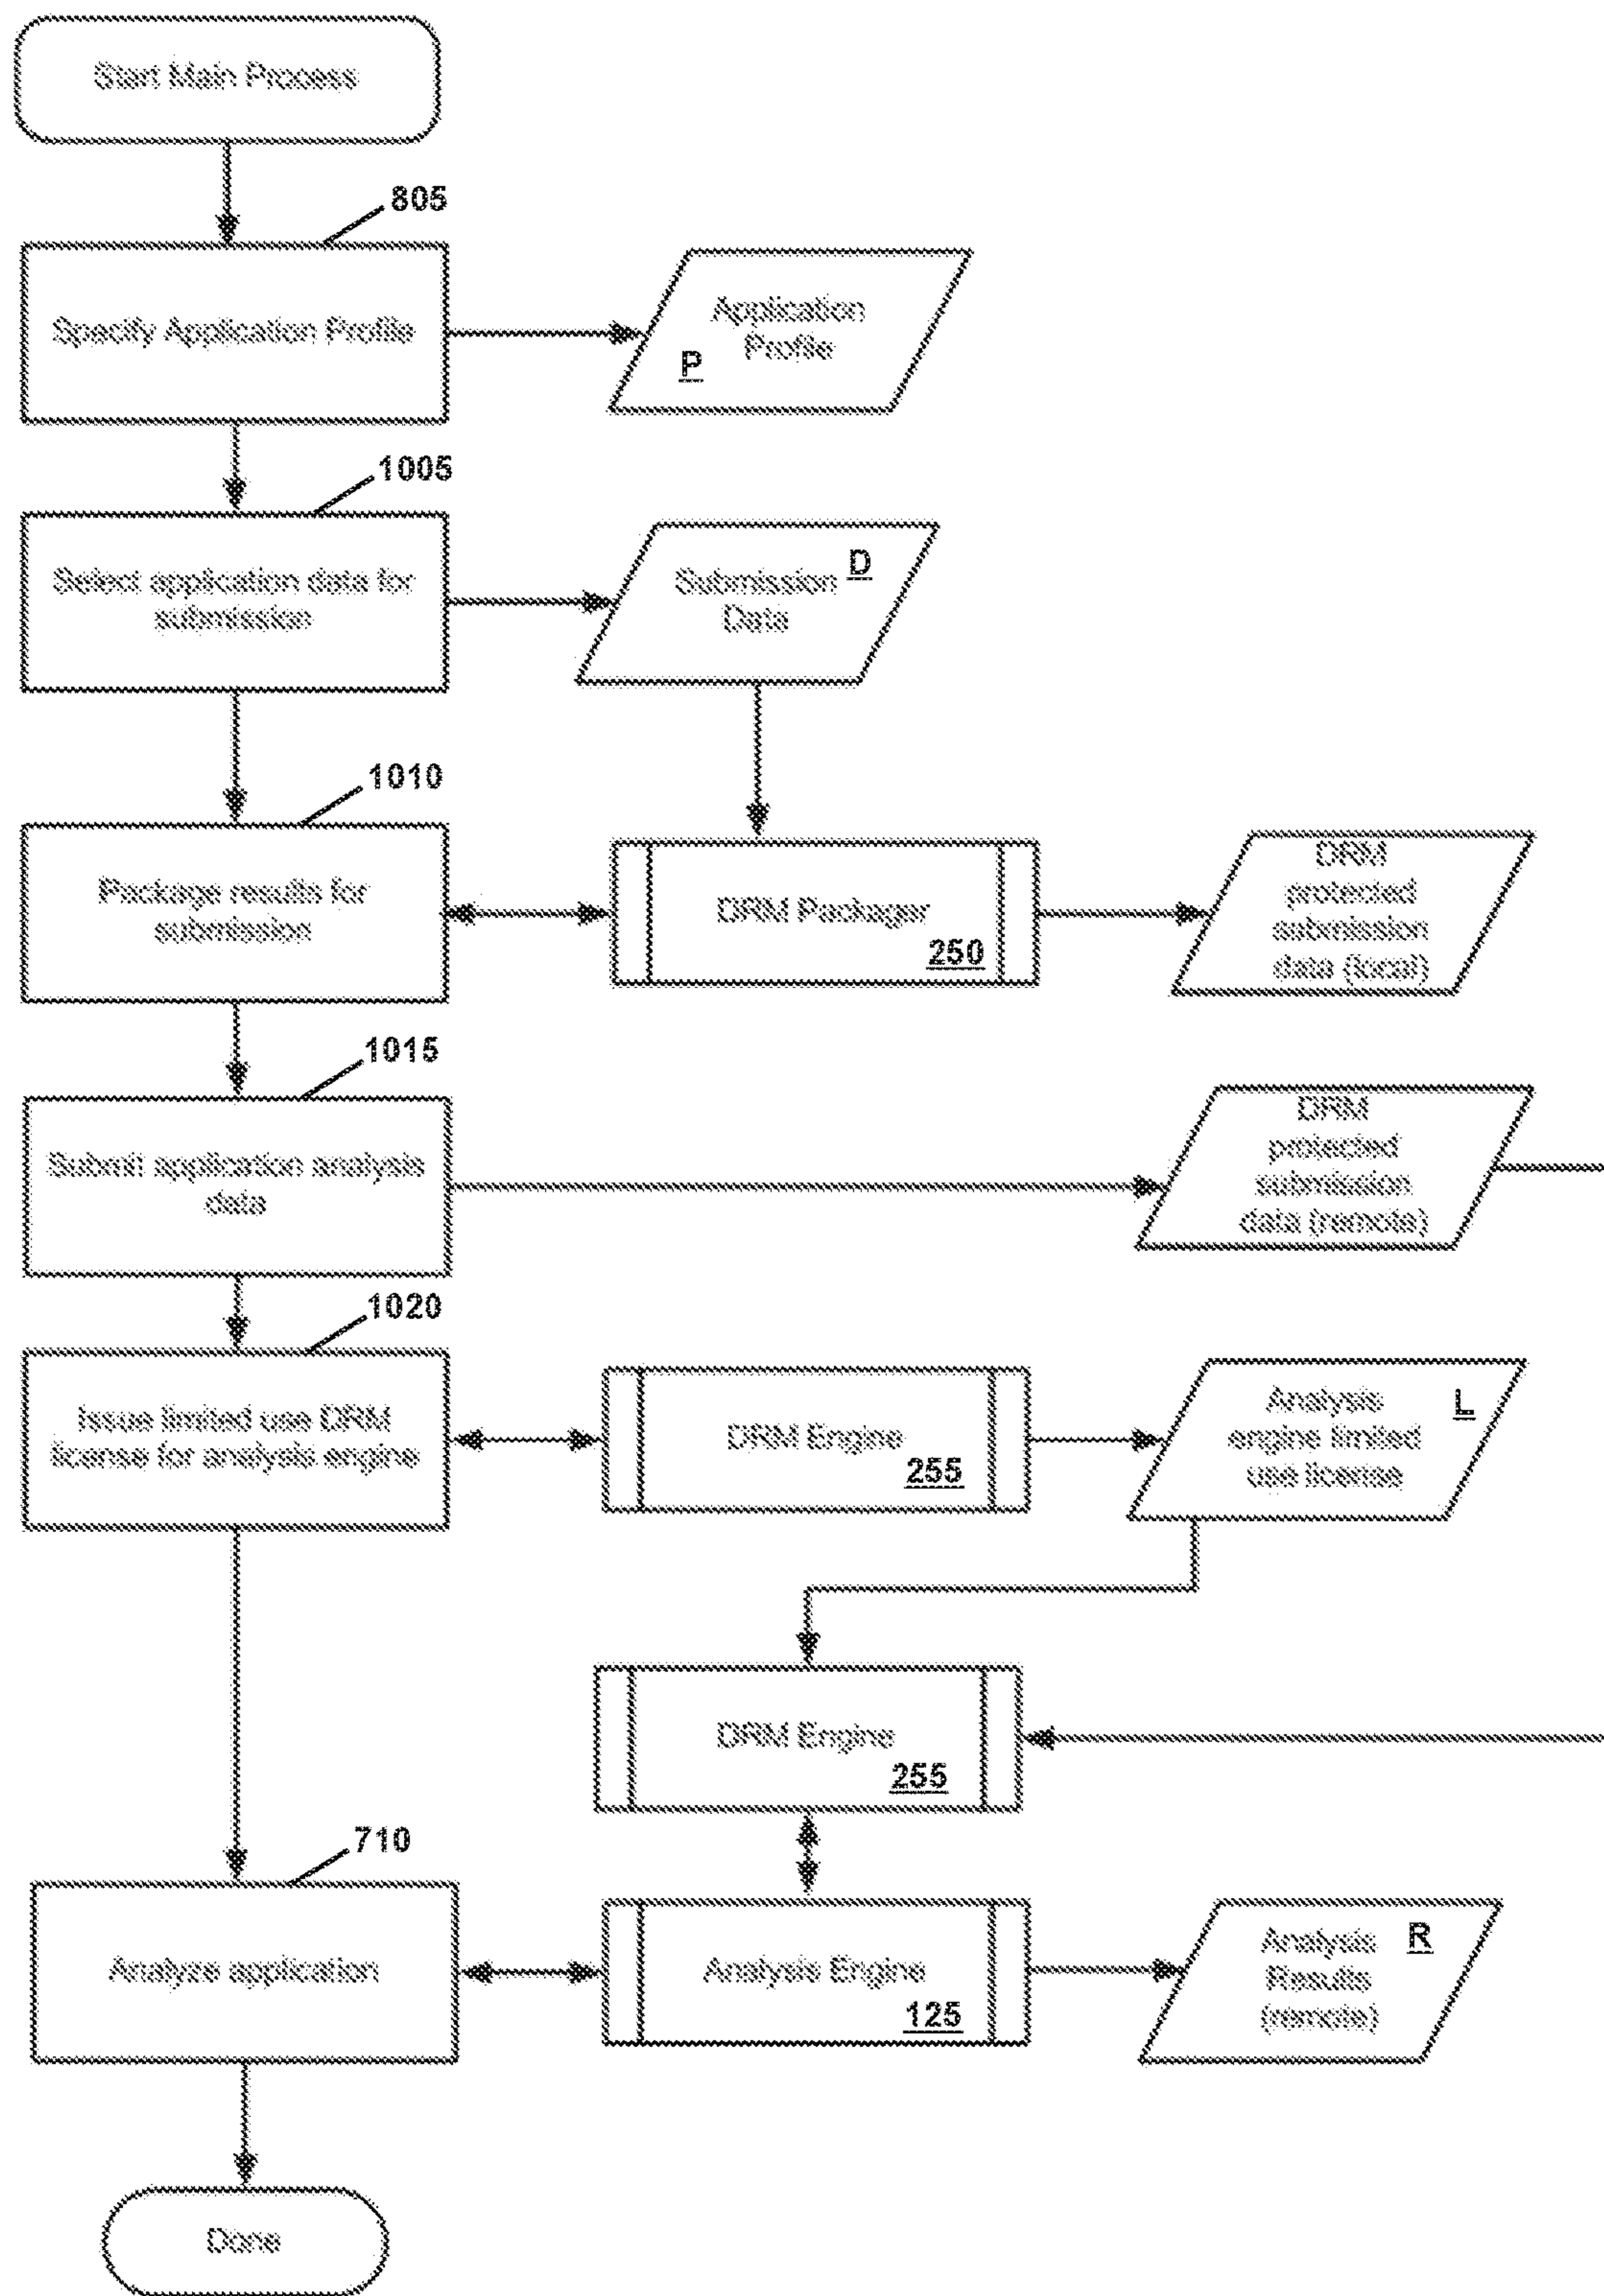 Start Main Process
805
Specify Application Profile
Application
Profile
P
1005
Select application data for
submission
D
Submission
Data
1010
Package results for
submission
DRM Packager
250
DRM
protected
submission
data (local)
1015
Submit application analysis
data
DRM
protected
submission
data (remote)
1020
Issue limited use DRM
license for analysis engine
DRM Engine
255
Analysis
engine limited
use license
L
DRM Engine
255
710
Analyze application
Analysis Engine
125
Analysis
Results
(remote)
R
Done